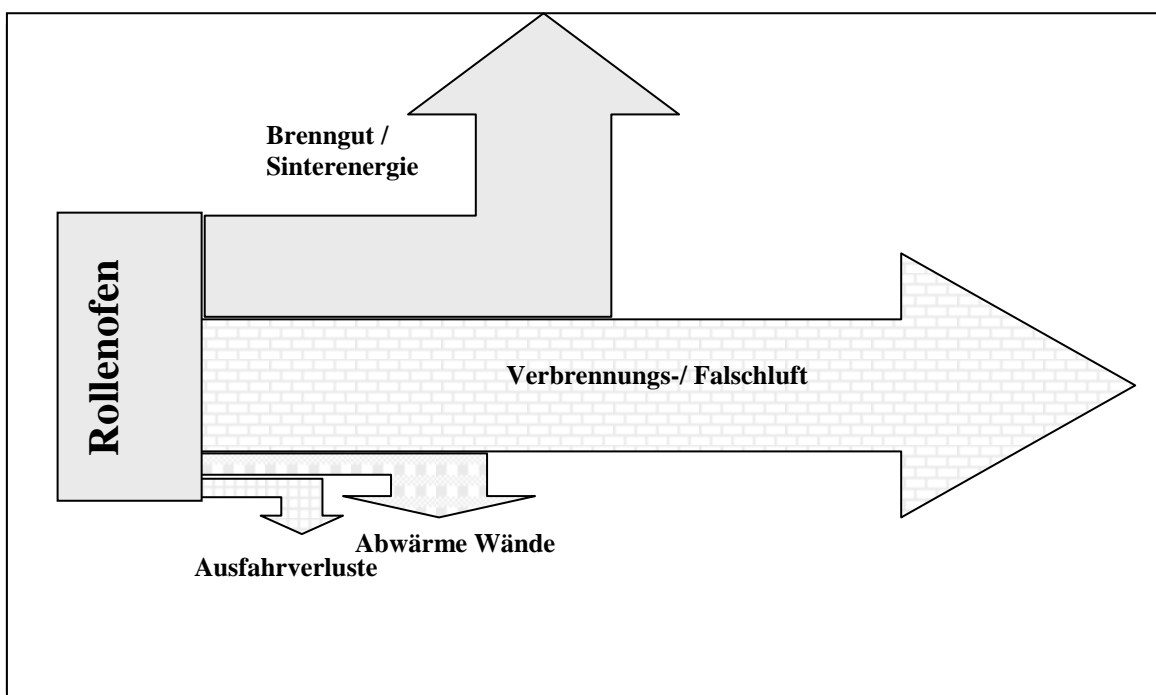 Brenngut /
Sinterenergie
Rollenofen
Verbrennungs-/ Falschluft
Abwärme Wände
Ausfahrverluste